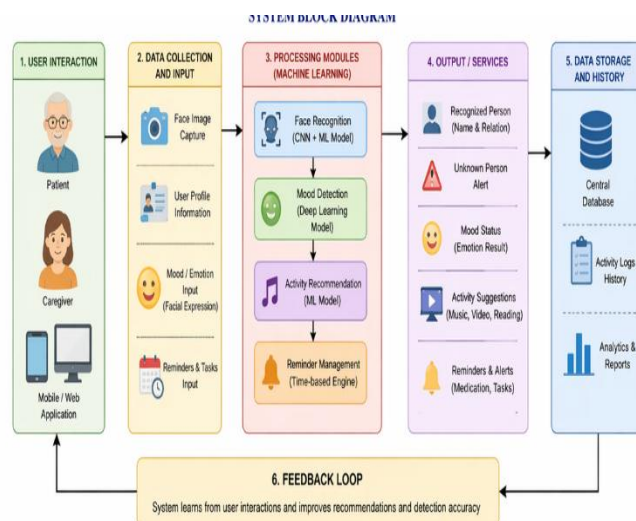 SYSTEM BLOCK DIAGRAM
1. USER INTERACTION
Patient
Caregiver
Mobile / Web
Application
2. DATA COLLECTION
AND INPUT
Face Image
Capture
User Profile
Information
Mood / Emotion
Input
(Facial Expression)
Reminders & Tasks
Input
3. PROCESSING MODULES
(MACHINE LEARNING)
Face Recognition
(CNN + ML Model)
Mood Detection
(Deep Learning
Model)
Activity Recommendation
(ML Model)
Reminder Management
(Time-based Engine)
4. OUTPUT / SERVICES
Recognized Person
(Name & Relation)
Unknown Person
Alert
Mood Status
(Emotion Result)
Activity Suggestions
(Music, Video, Reading)
Reminders & Alerts
(Medication, Tasks)
5. DATA STORAGE
AND HISTORY
Central
Database
Activity Logs
History
Analytics &
Reports
6. FEEDBACK LOOP
System learns from user interactions and improves recommendations and detection accuracy